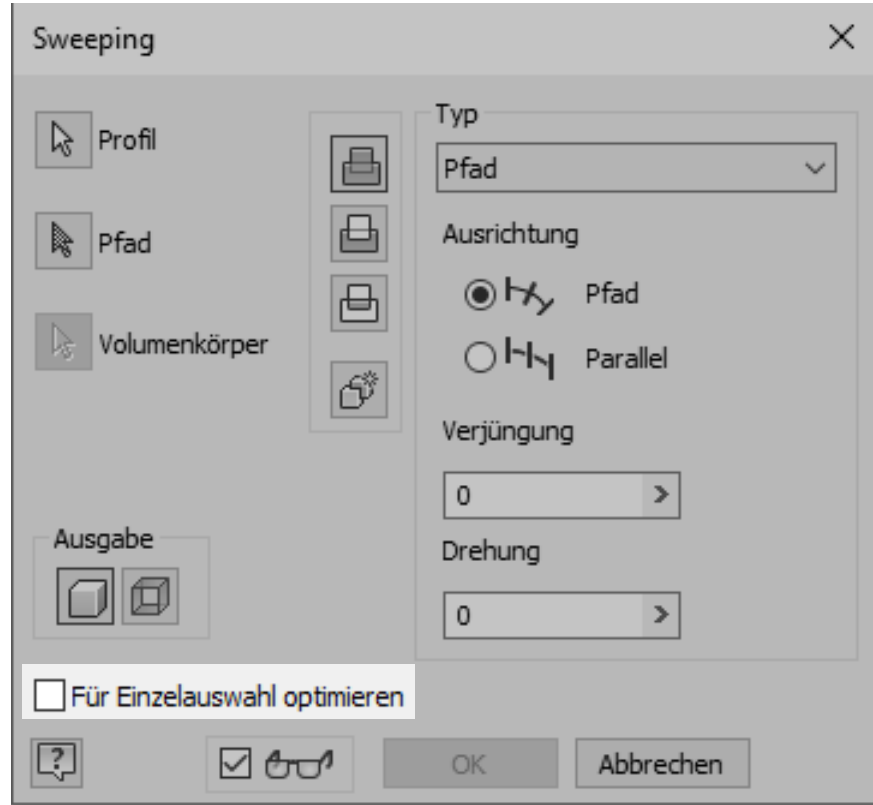 Sweeping
Profil
Pfad
Volumenkörper
Typ
Pfad
Ausrichtung
Pfad
Parallel
Verjüngung
0
Drehung
0
Ausgabe
Für Einzelauswahl optimieren
?
OK
Abbrechen